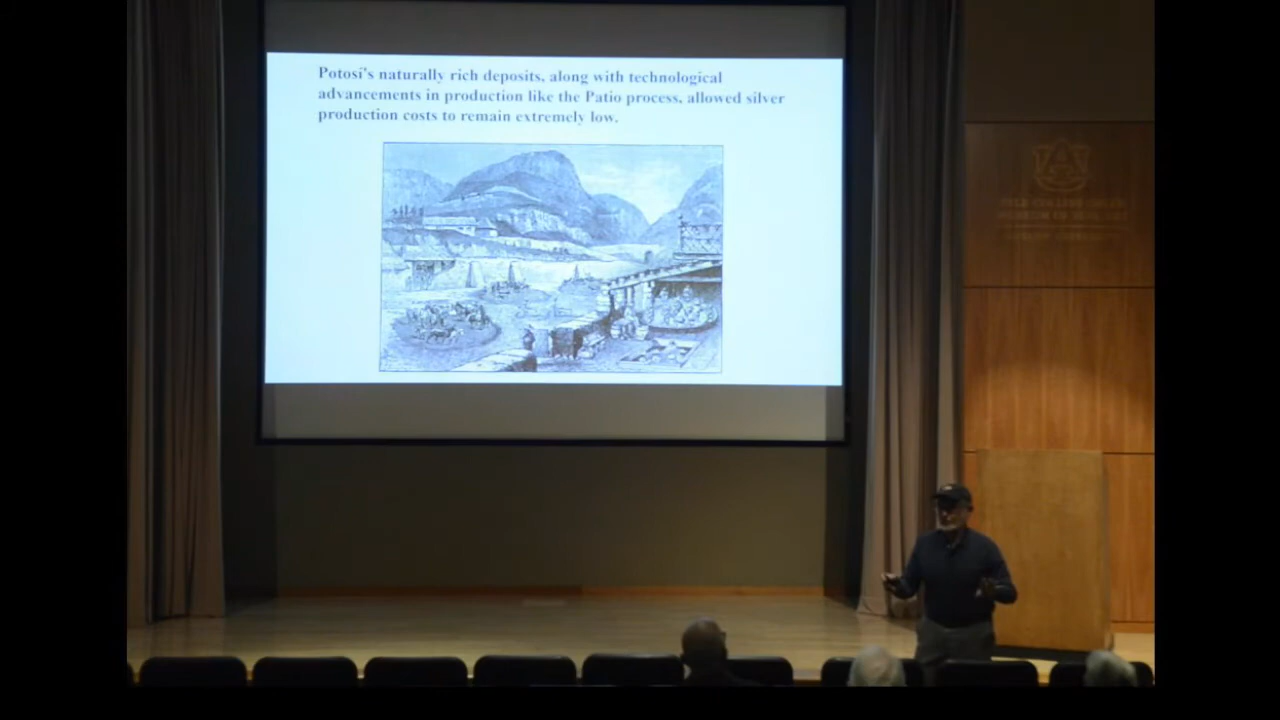 Potosí's naturally rich deposits, along with technological
advancements in production like the Patio process, allowed silver
production costs to remain extremely low.